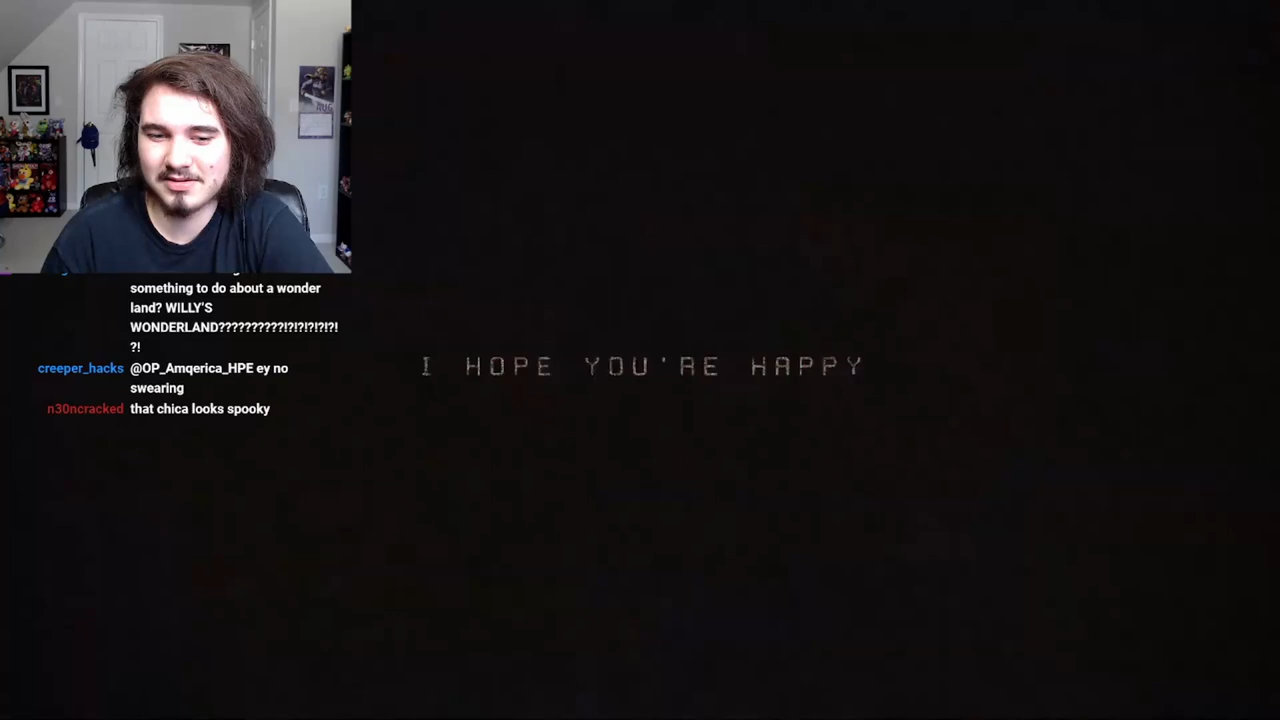 AUG
something to do about a wonder
land? WILLY'S
WONDERLAND??????????!?!?!?!?!?!
?!
creeper_hacks @OP_Amqerica_HPE ey no
swearing
n30ncracked that chica looks spooky
I HOPE YOU'RE HAPPY